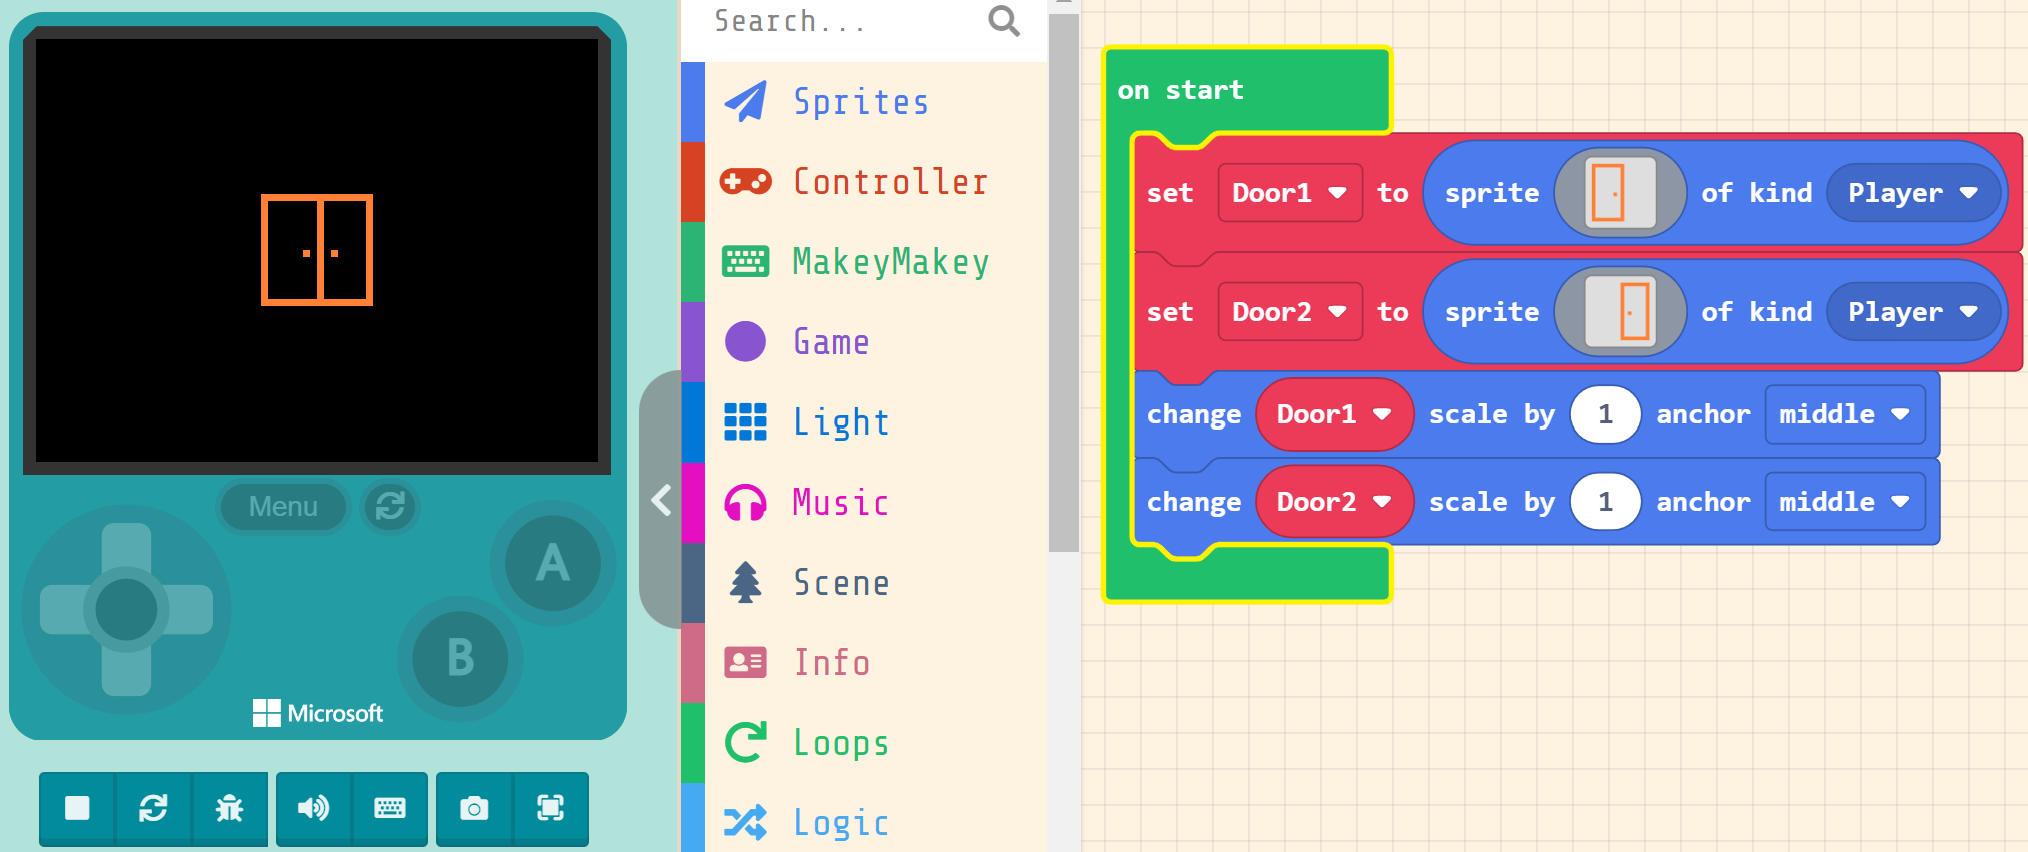 Menu
A
B
Microsoft
Search...
Sprites
Controller
MakeyMakey
Game
Light
Music
Scene
Info
Loops
Logic
on start
set Door1 to sprite of kind Player
set Door2 to sprite of kind Player
change Door1 scale by 1 anchor middle
change Door2 scale by 1 anchor middle